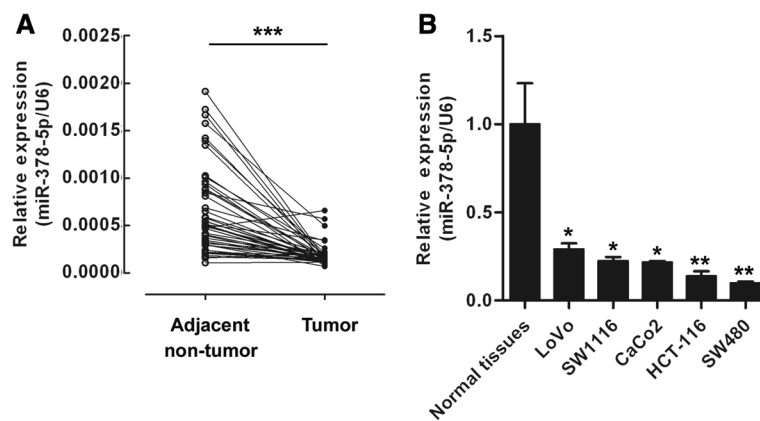 A
Relative expression
(miR-378-5p/U6)
0.0025
0.0020
0.0015
0.0010
0.0005
0.0000
***
Adjacent
non-tumor
Tumor
B
Relative expression
(miR-378-5p/U6)
1.5
1.0
0.5
0.0
*
*
*
**
**
Normal tissues
LoVo
SW1116
CaCo2
HCT-116
SW480